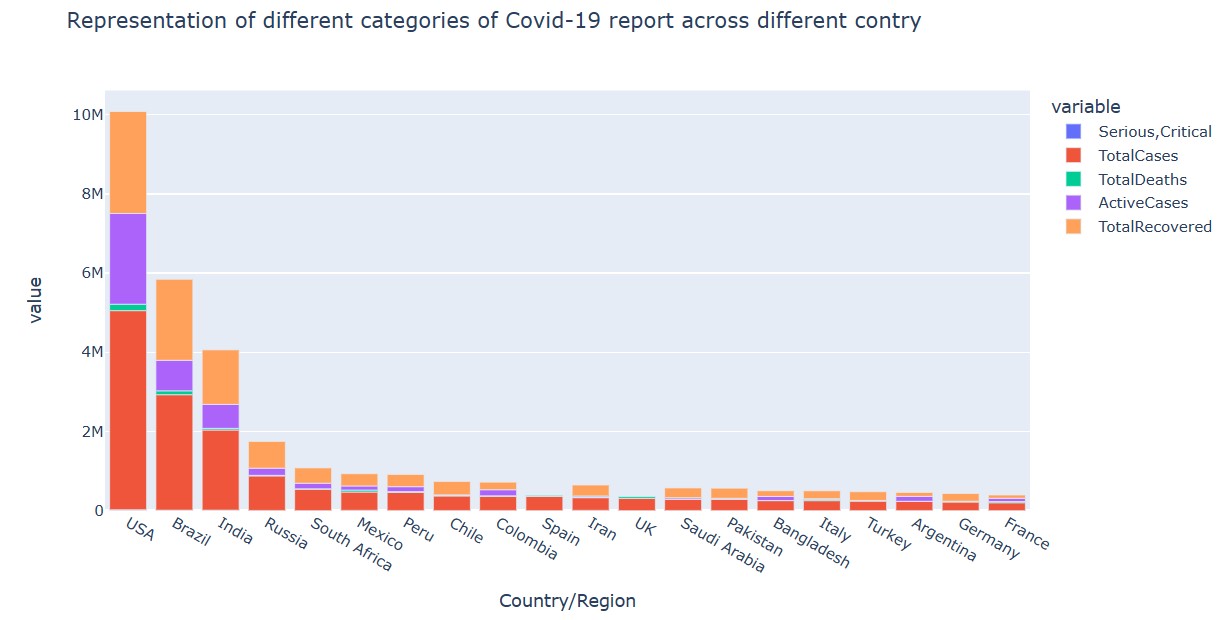 Representation of different categories of Covid-19 report across different contry
variable
Serious,Critical
TotalCases
TotalDeaths
ActiveCases
TotalRecovered
value
10M
8M
6M
4M
2M
0
USA
Brazil
India
Russia
South Africa
Mexico
Peru
Chile
Colombia
Spain
Iran
UK
Saudi Arabia
Pakistan
Bangladesh
Italy
Turkey
Argentina
Germany
France
Country/Region